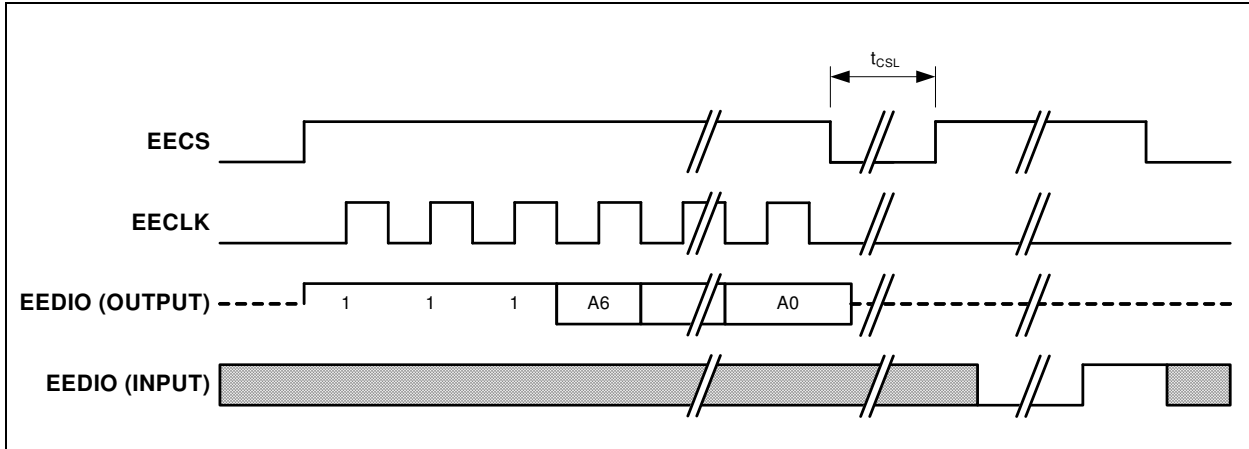 tCSL
EECS
EECLK
EEDIO (OUTPUT)
1 1 1 A6 A0
EEDIO (INPUT)